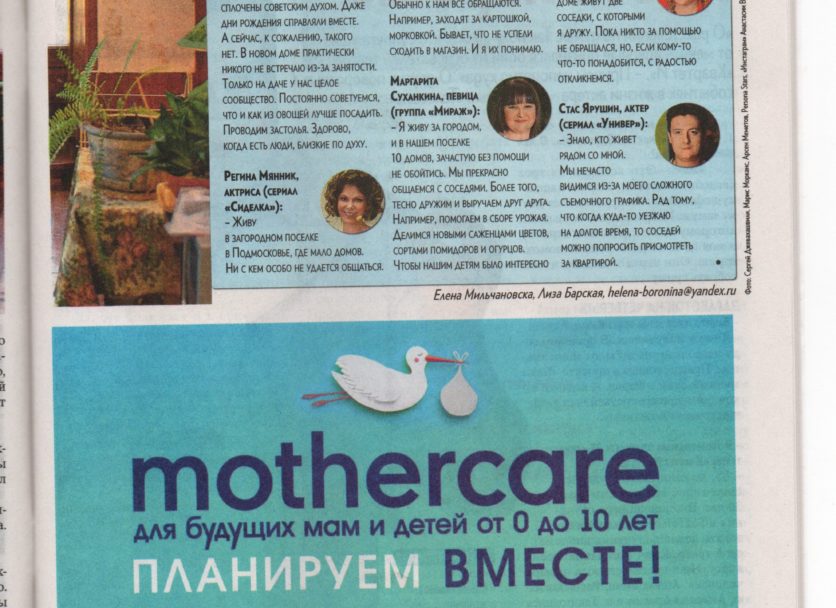 СПЛОЧЕНЫ СОВЕТСКИМ ДУХОМ. ДАЖЕ
ДНИ РОЖДЕНИЯ СПРАВЛЯЛИ ВМЕСТЕ.
А СЕЙЧАС, К СОЖАЛЕНИЮ, ТАКОГО
НЕТ. В НОВОМ ДОМЕ ПРАКТИЧЕСКИ
НИКОГО НЕ ВСТРЕЧАЮ ИЗ-ЗА ЗАНЯТОСТИ.
ТОЛЬКО НА ДАЧЕ У НАС ЦЕЛОЕ
СООБЩЕСТВО. ПОСТОЯННО СОВЕТУЕМСЯ,
ЧТО И КАК ИЗ ОВОЩЕЙ ЛУЧШЕ ПОСАДИТЬ.
ПРОВОДИМ ЗАСТОЛЬЯ. ЗДОРОВО,
КОГДА ЕСТЬ ЛЮДИ, БЛИЗКИЕ ПО ДУХУ.
РЕГИНА МЯННИК,
АКТРИСА (СЕРИАЛ
«СИДЕЛКА»):
– ЖИВУ
В ЗАГОРОДНОМ ПОСЕЛКЕ
В ПОДМОСКОВЬЕ, ГДЕ МАЛО ДОМОВ.
НИ С КЕМ ОСОБО НЕ УДАЕТСЯ ОБЩАТЬСЯ.
ОБЫЧНО К НАМ ВСЕ ОБРАЩАЮТСЯ.
НАПРИМЕР, ЗАХОДЯТ ЗА КАРТОШКОЙ,
МОРКОВКОЙ. БЫВАЕТ, ЧТО НЕ УСПЕЛИ
СХОДИТЬ В МАГАЗИН. И Я ИХ ПОНИМАЮ.
МАРГАРИТА
СУХАНКИНА, ПЕВИЦА
(ГРУППА «МИРАЖ»):
– Я ЖИВУ ЗА ГОРОДОМ,
И В НАШЕМ ПОСЕЛКЕ
10 ДОМОВ, ЗАЧАСТУЮ БЕЗ ПОМОЩИ
НЕ ОБОЙТИСЬ. МЫ ПРЕКРАСНО
ОБЩАЕМСЯ С СОСЕДЯМИ. БОЛЕЕ ТОГО,
ТЕСНО ДРУЖИМ И ВЫРУЧАЕМ ДРУГ ДРУГА.
НАПРИМЕР, ПОМОГАЕМ В СБОРЕ УРОЖАЯ.
ДЕЛИМСЯ НОВЫМИ САЖЕНЦАМИ ЦВЕТОВ,
СОРТАМИ ПОМИДОРОВ И ОГУРЦОВ.
ЧТОБЫ НАШИМ ДЕТЯМ БЫЛО ИНТЕРЕСНО
ДОМЕ ЖИВУТ ДВЕ
СОСЕДКИ, С КОТОРЫМИ
Я ДРУЖУ. ПОКА НИКТО ЗА ПОМОЩЬЮ
НЕ ОБРАЩАЛСЯ, НО, ЕСЛИ КОМУ-ТО
ЧТО-ТО ПОНАДОБИТСЯ, С РАДОСТЬЮ
ОТКЛИКНЕМСЯ.
СТАС ЯРУШИН, АКТЕР
(СЕРИАЛ «УНИВЕР»):
– ЗНАЮ, КТО ЖИВЕТ
РЯДОМ СО МНОЙ.
МЫ НЕЧАСТО
ВИДИМСЯ ИЗ-ЗА МОЕГО СЛОЖНОГО
СЪЕМОЧНОГО ГРАФИКА. РАД ТОМУ,
ЧТО КОГДА КУДА-ТО УЕЗЖАЮ
НА ДОЛГОЕ ВРЕМЯ, ТО СОСЕДЕЙ
МОЖНО ПОПРОСИТЬ ПРИСМОТРЕТЬ
ЗА КВАРТИРОЙ.
Елена Мильчановска, Лиза Барская, helena-boronina@yandex.ru
mothercare
для будущих мам и детей от 0 до 10 лет
ПЛАНИРУЕМ ВМЕСТЕ!